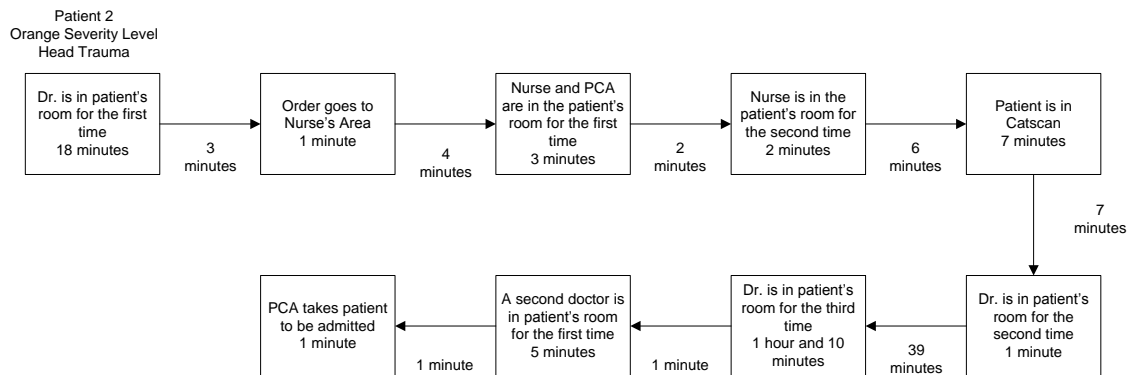 Patient 2
Orange Severity Level
Head Trauma
Dr. is in patient's
room for the first
time
18 minutes
3
minutes
Order goes to
Nurse's Area
1 minute
4
minutes
Nurse and PCA
are in the patient's
room for the first
time
3 minutes
2
minutes
Nurse is in the
patient's room for
the second time
2 minutes
6
minutes
Patient is in
Catscan
7 minutes
7
minutes
Dr. is in patient's
room for the
second time
1 minute
39
minutes
Dr. is in patient's
room for the third
time
1 hour and 10
minutes
1 minute
A second doctor is
in patient's room
for the first time
5 minutes
1 minute
PCA takes patient
to be admitted
1 minute